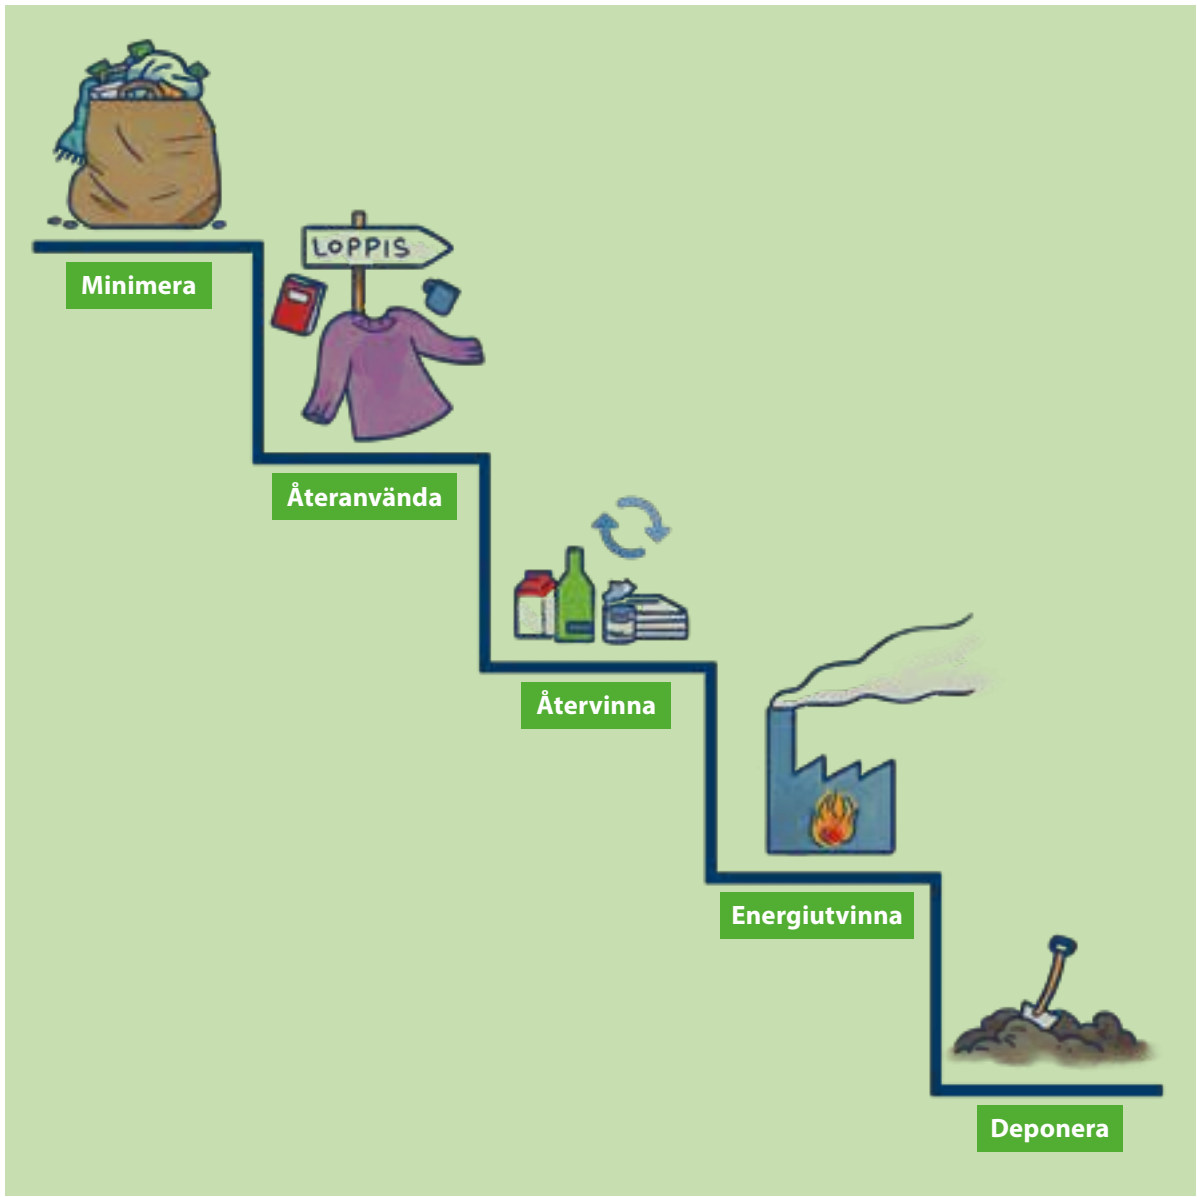 Minimera
LOPPIS
Återanvända
Återvinna
Energiutvinna
Deponera